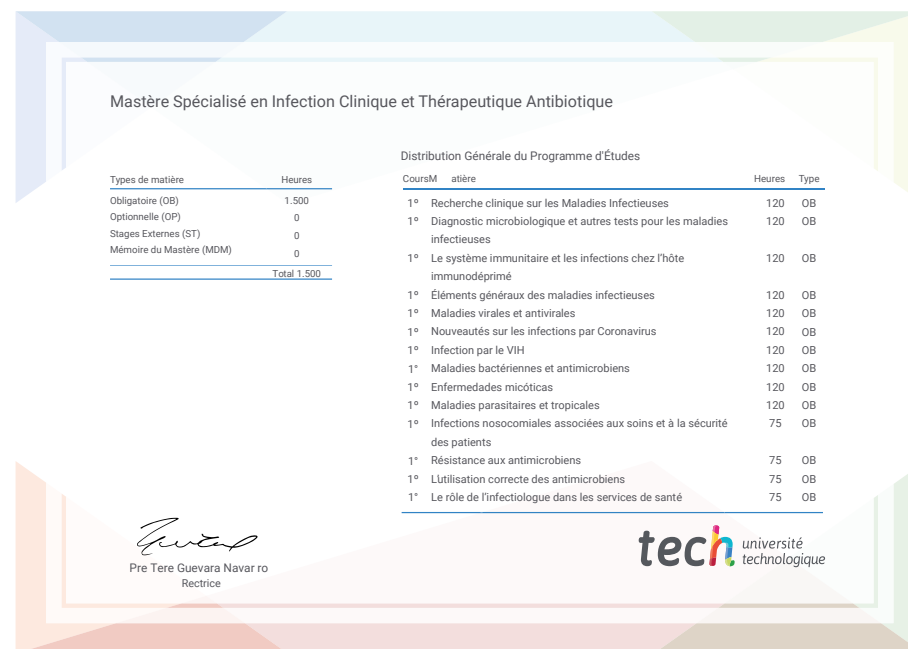 Mastère Spécialisé en Infection Clinique et Thérapeutique Antibiotique
Types de matière Heures
Obligatoire (OB) 1.500
Optionnelle (OP) 0
Stages Externes (ST) 0
Mémoire du Mastère (MDM) 0
Total 1.500
Distribution Générale du Programme d'Études
CoursM atière Heures Type
1º Recherche clinique sur les Maladies Infectieuses 120 OB
1º Diagnostic microbiologique et autres tests pour les maladies 120 OB
infectieuses
1º Le système immunitaire et les infections chez l'hôte 120 OB
immunodéprimé
1º Éléments généraux des maladies infectieuses 120 OB
1º Maladies virales et antivirales 120 OB
1º Nouveautés sur les infections par Coronavirus 120 OB
1º Infection par le VIH 120 OB
1° Maladies bactériennes et antimicrobiens 120 OB
1º Enfermedades micóticas 120 OB
1º Maladies parasitaires et tropicales 120 OB
1º Infections nosocomiales associées aux soins et à la sécurité 75 OB
des patients
1° Résistance aux antimicrobiens 75 OB
1º L'utilisation correcte des antimicrobiens 75 OB
1° Le rôle de l'infectiologue dans les services de santé 75 OB
Pre Tere Guevara Navar ro
Rectrice
tech université
technologique